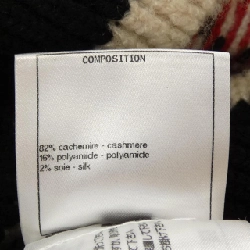 COMPOSITION
82% cachemire - cashmere
16% polyamide - polyamide
2% soie - silk